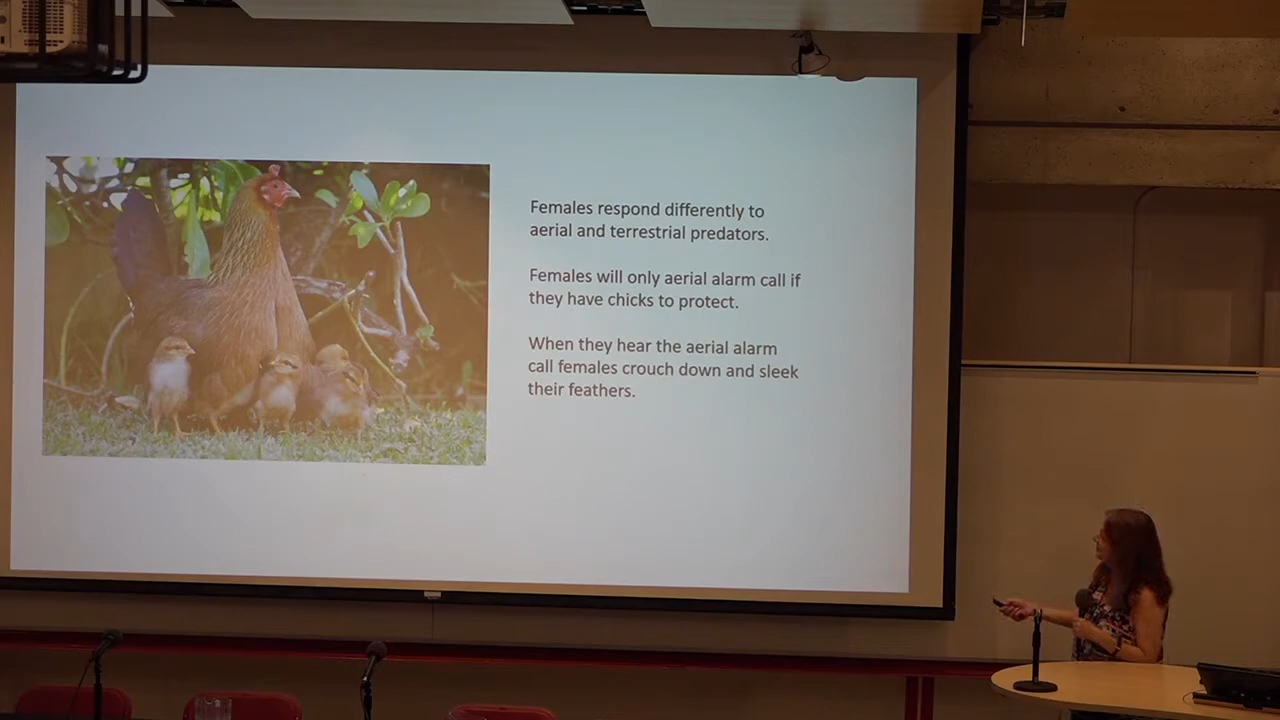 Females respond differently to
aerial and terrestrial predators.
Females will only aerial alarm call if
they have chicks to protect.
When they hear the aerial alarm
call females crouch down and sleek
their feathers.